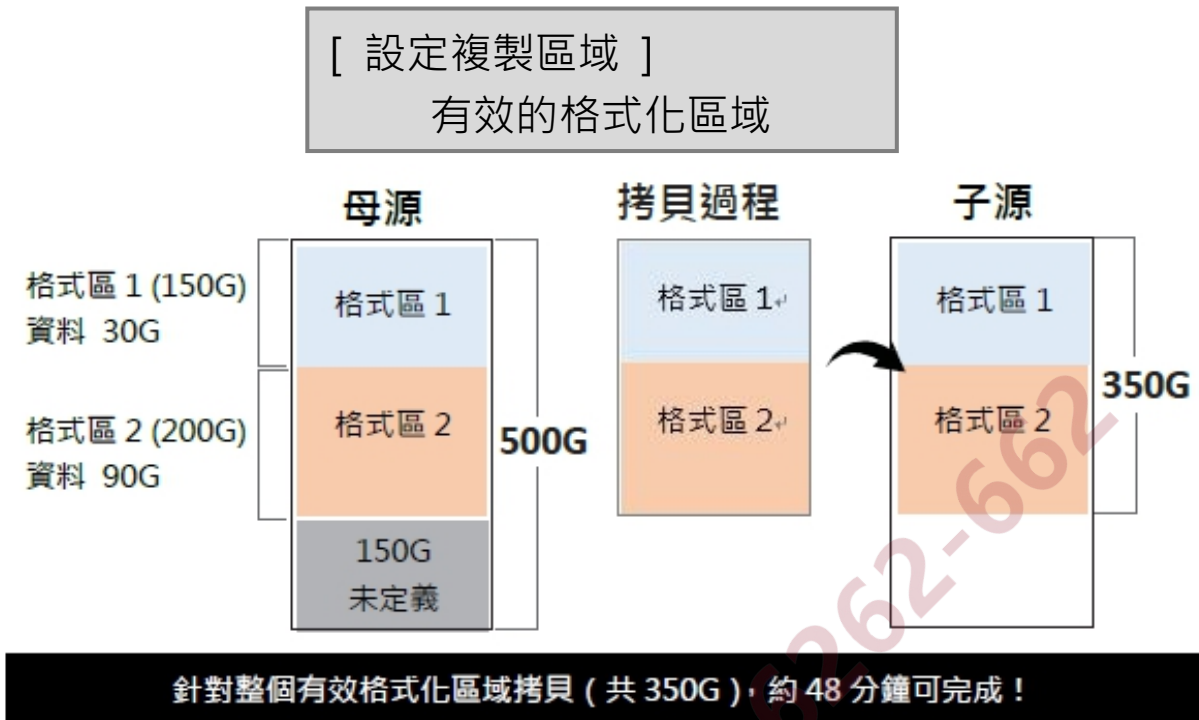 [ 設定複製區域 ]
有效的格式化區域
母源
拷貝過程
子源
格式區 1 (150G)
資料 30G
格式區 2 (200G)
資料 90G
格式區 1
格式區 2
150G
未定義
500G
格式區 1
格式區 2
格式區 1
格式區 2
350G
6262-662
針對整個有效格式化區域拷貝 ( 共 350G )，約 48 分鐘可完成！